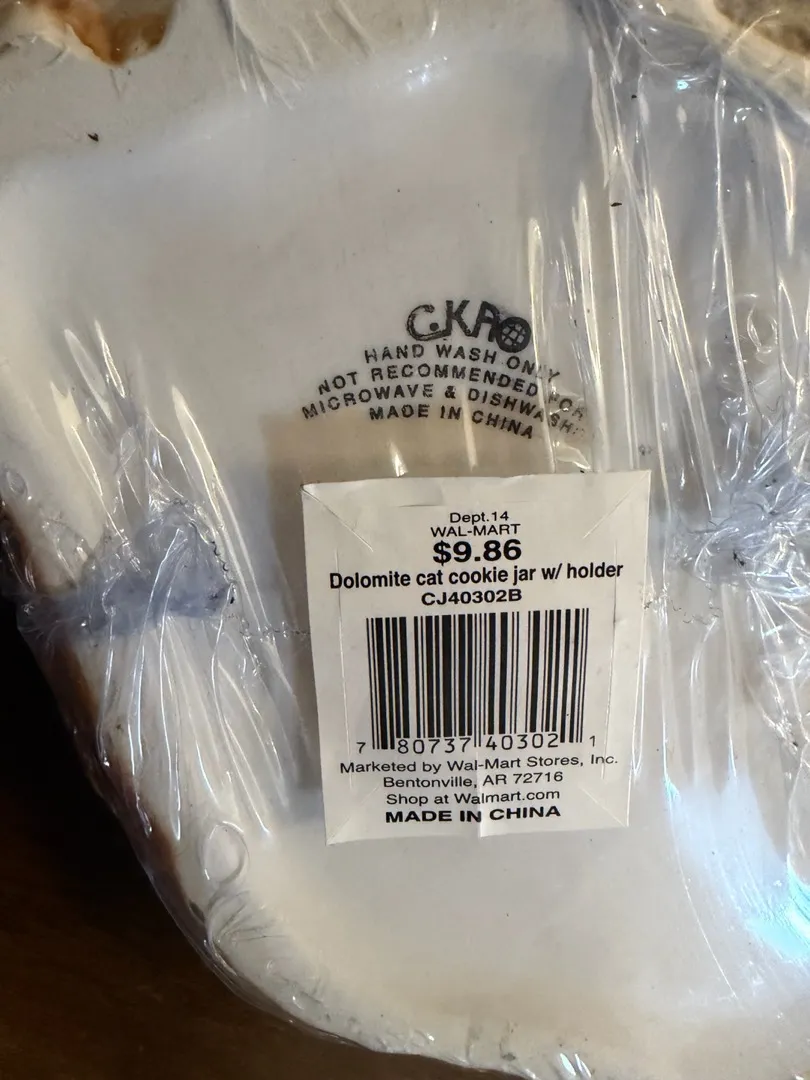 C.KAO
HAND WASH ONLY
NOT RECOMMENDED FOR
MICROWAVE & DISHWASH
MADE IN CHINA
Dept.14
WAL-MART
$9.86
Dolomite cat cookie jar w/ holder
CJ40302B
7 80737 40302 1
Marketed by Wal-Mart Stores, Inc.
Bentonville, AR 72716
Shop at Walmart.com
MADE IN CHINA